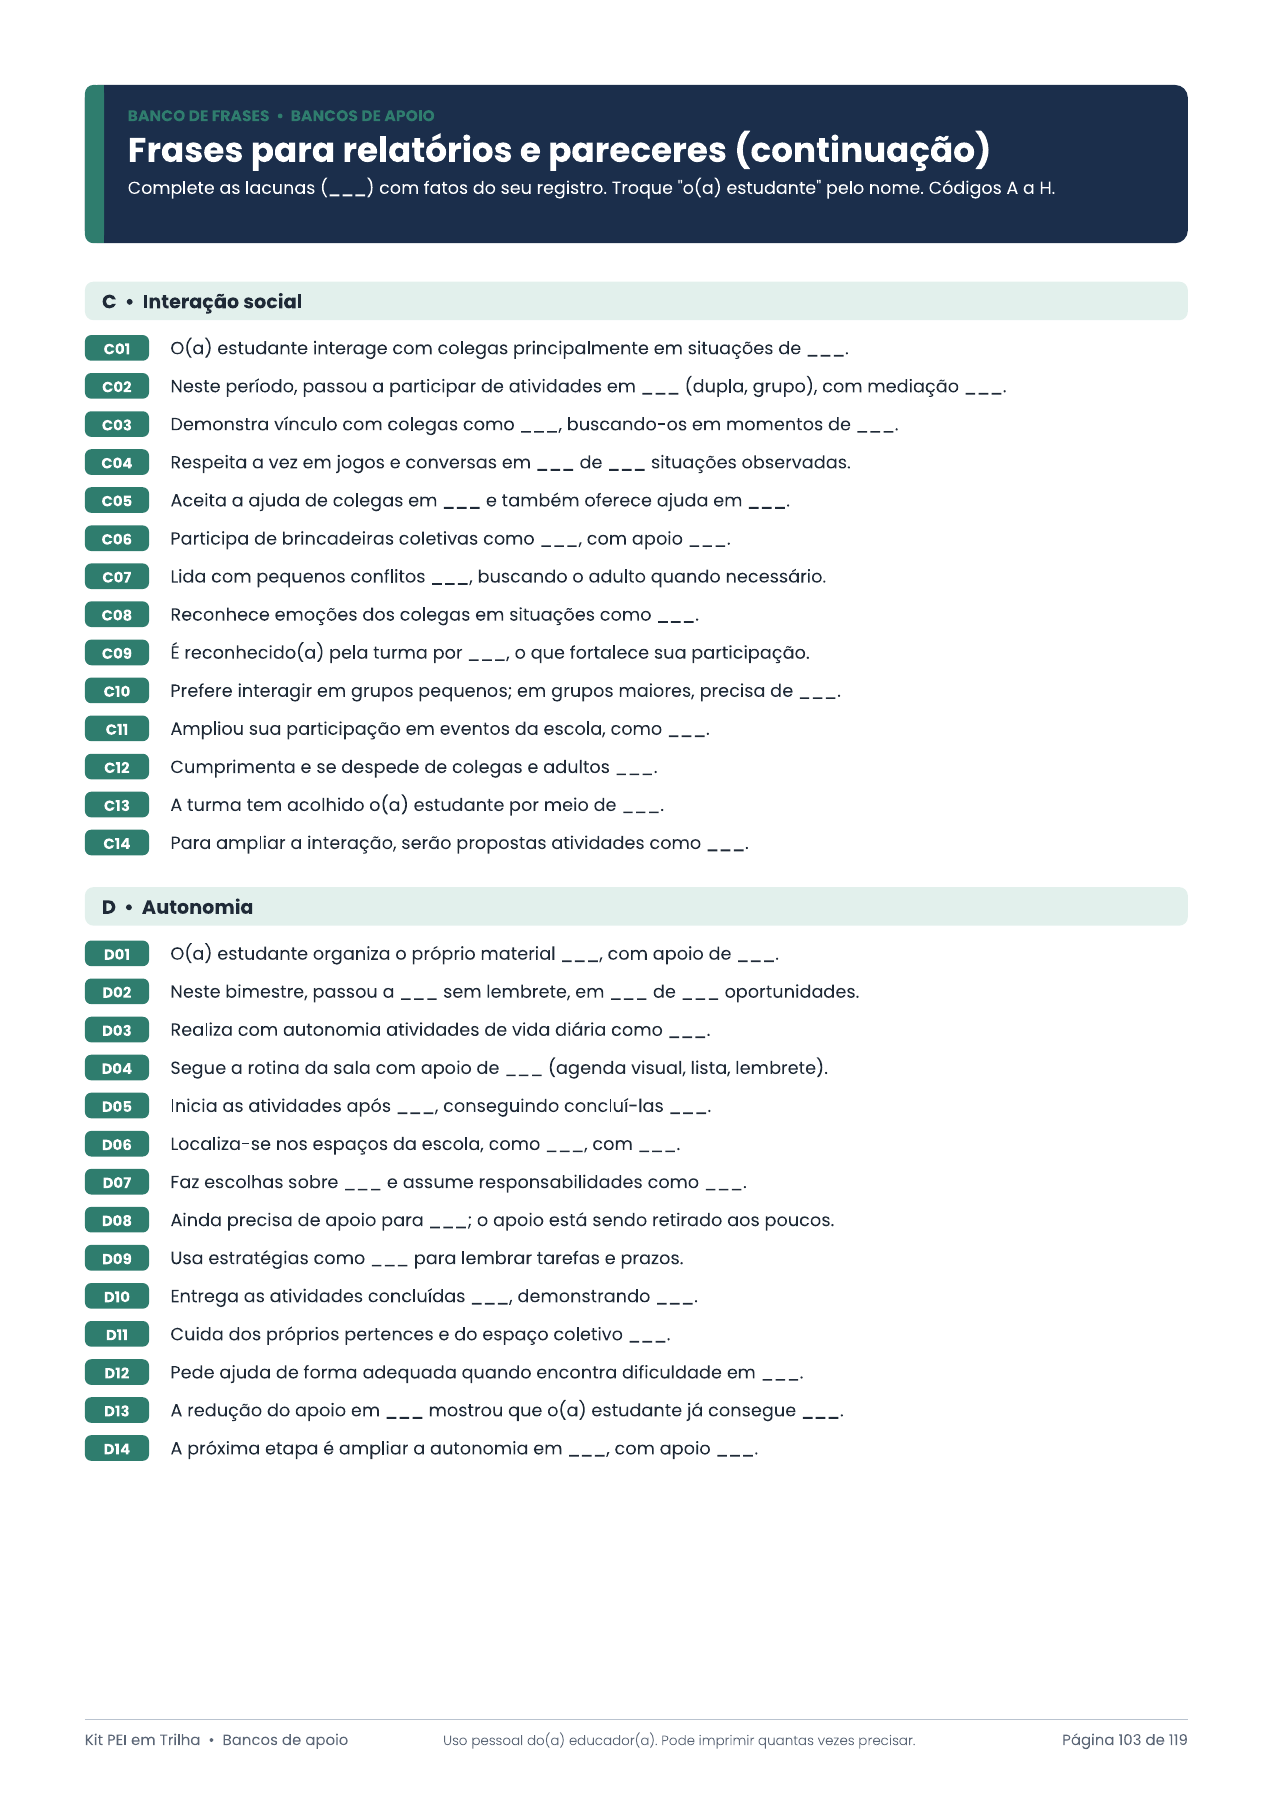 BANCO DE FRASES • BANCOS DE APOIO
Frases para relatórios e pareceres (continuação)
Complete as lacunas (___) com fatos do seu registro. Troque "o(a) estudante" pelo nome. Códigos A a H.
C • Interação social
C01 O(a) estudante interage com colegas principalmente em situações de ___.
C02 Neste período, passou a participar de atividades em ___ (dupla, grupo), com mediação ___.
C03 Demonstra vínculo com colegas como ___, buscando-os em momentos de ___.
C04 Respeita a vez em jogos e conversas em ___ de ___ situações observadas.
C05 Aceita a ajuda de colegas em ___ e também oferece ajuda em ___.
C06 Participa de brincadeiras coletivas como ___, com apoio ___.
C07 Lida com pequenos conflitos ___, buscando o adulto quando necessário.
C08 Reconhece emoções dos colegas em situações como ___.
C09 É reconhecido(a) pela turma por ___, o que fortalece sua participação.
C10 Prefere interagir em grupos pequenos; em grupos maiores, precisa de ___.
C11 Ampliou sua participação em eventos da escola, como ___.
C12 Cumprimenta e se despede de colegas e adultos ___.
C13 A turma tem acolhido o(a) estudante por meio de ___.
C14 Para ampliar a interação, serão propostas atividades como ___.
D • Autonomia
D01 O(a) estudante organiza o próprio material ___, com apoio de ___.
D02 Neste bimestre, passou a ___ sem lembrete, em ___ de ___ oportunidades.
D03 Realiza com autonomia atividades de vida diária como ___.
D04 Segue a rotina da sala com apoio de ___ (agenda visual, lista, lembrete).
D05 Inicia as atividades após ___, conseguindo concluí-las ___.
D06 Localiza-se nos espaços da escola, como ___, com ___.
D07 Faz escolhas sobre ___ e assume responsabilidades como ___.
D08 Ainda precisa de apoio para ___; o apoio está sendo retirado aos poucos.
D09 Usa estratégias como ___ para lembrar tarefas e prazos.
D10 Entrega as atividades concluídas ___, demonstrando ___.
D11 Cuida dos próprios pertences e do espaço coletivo ___.
D12 Pede ajuda de forma adequada quando encontra dificuldade em ___.
D13 A redução do apoio em ___ mostrou que o(a) estudante já consegue ___.
D14 A próxima etapa é ampliar a autonomia em ___, com apoio ___.
Kit PEI em Trilha • Bancos de apoio Uso pessoal do(a) educador(a). Pode imprimir quantas vezes precisar. Página 103 de 119